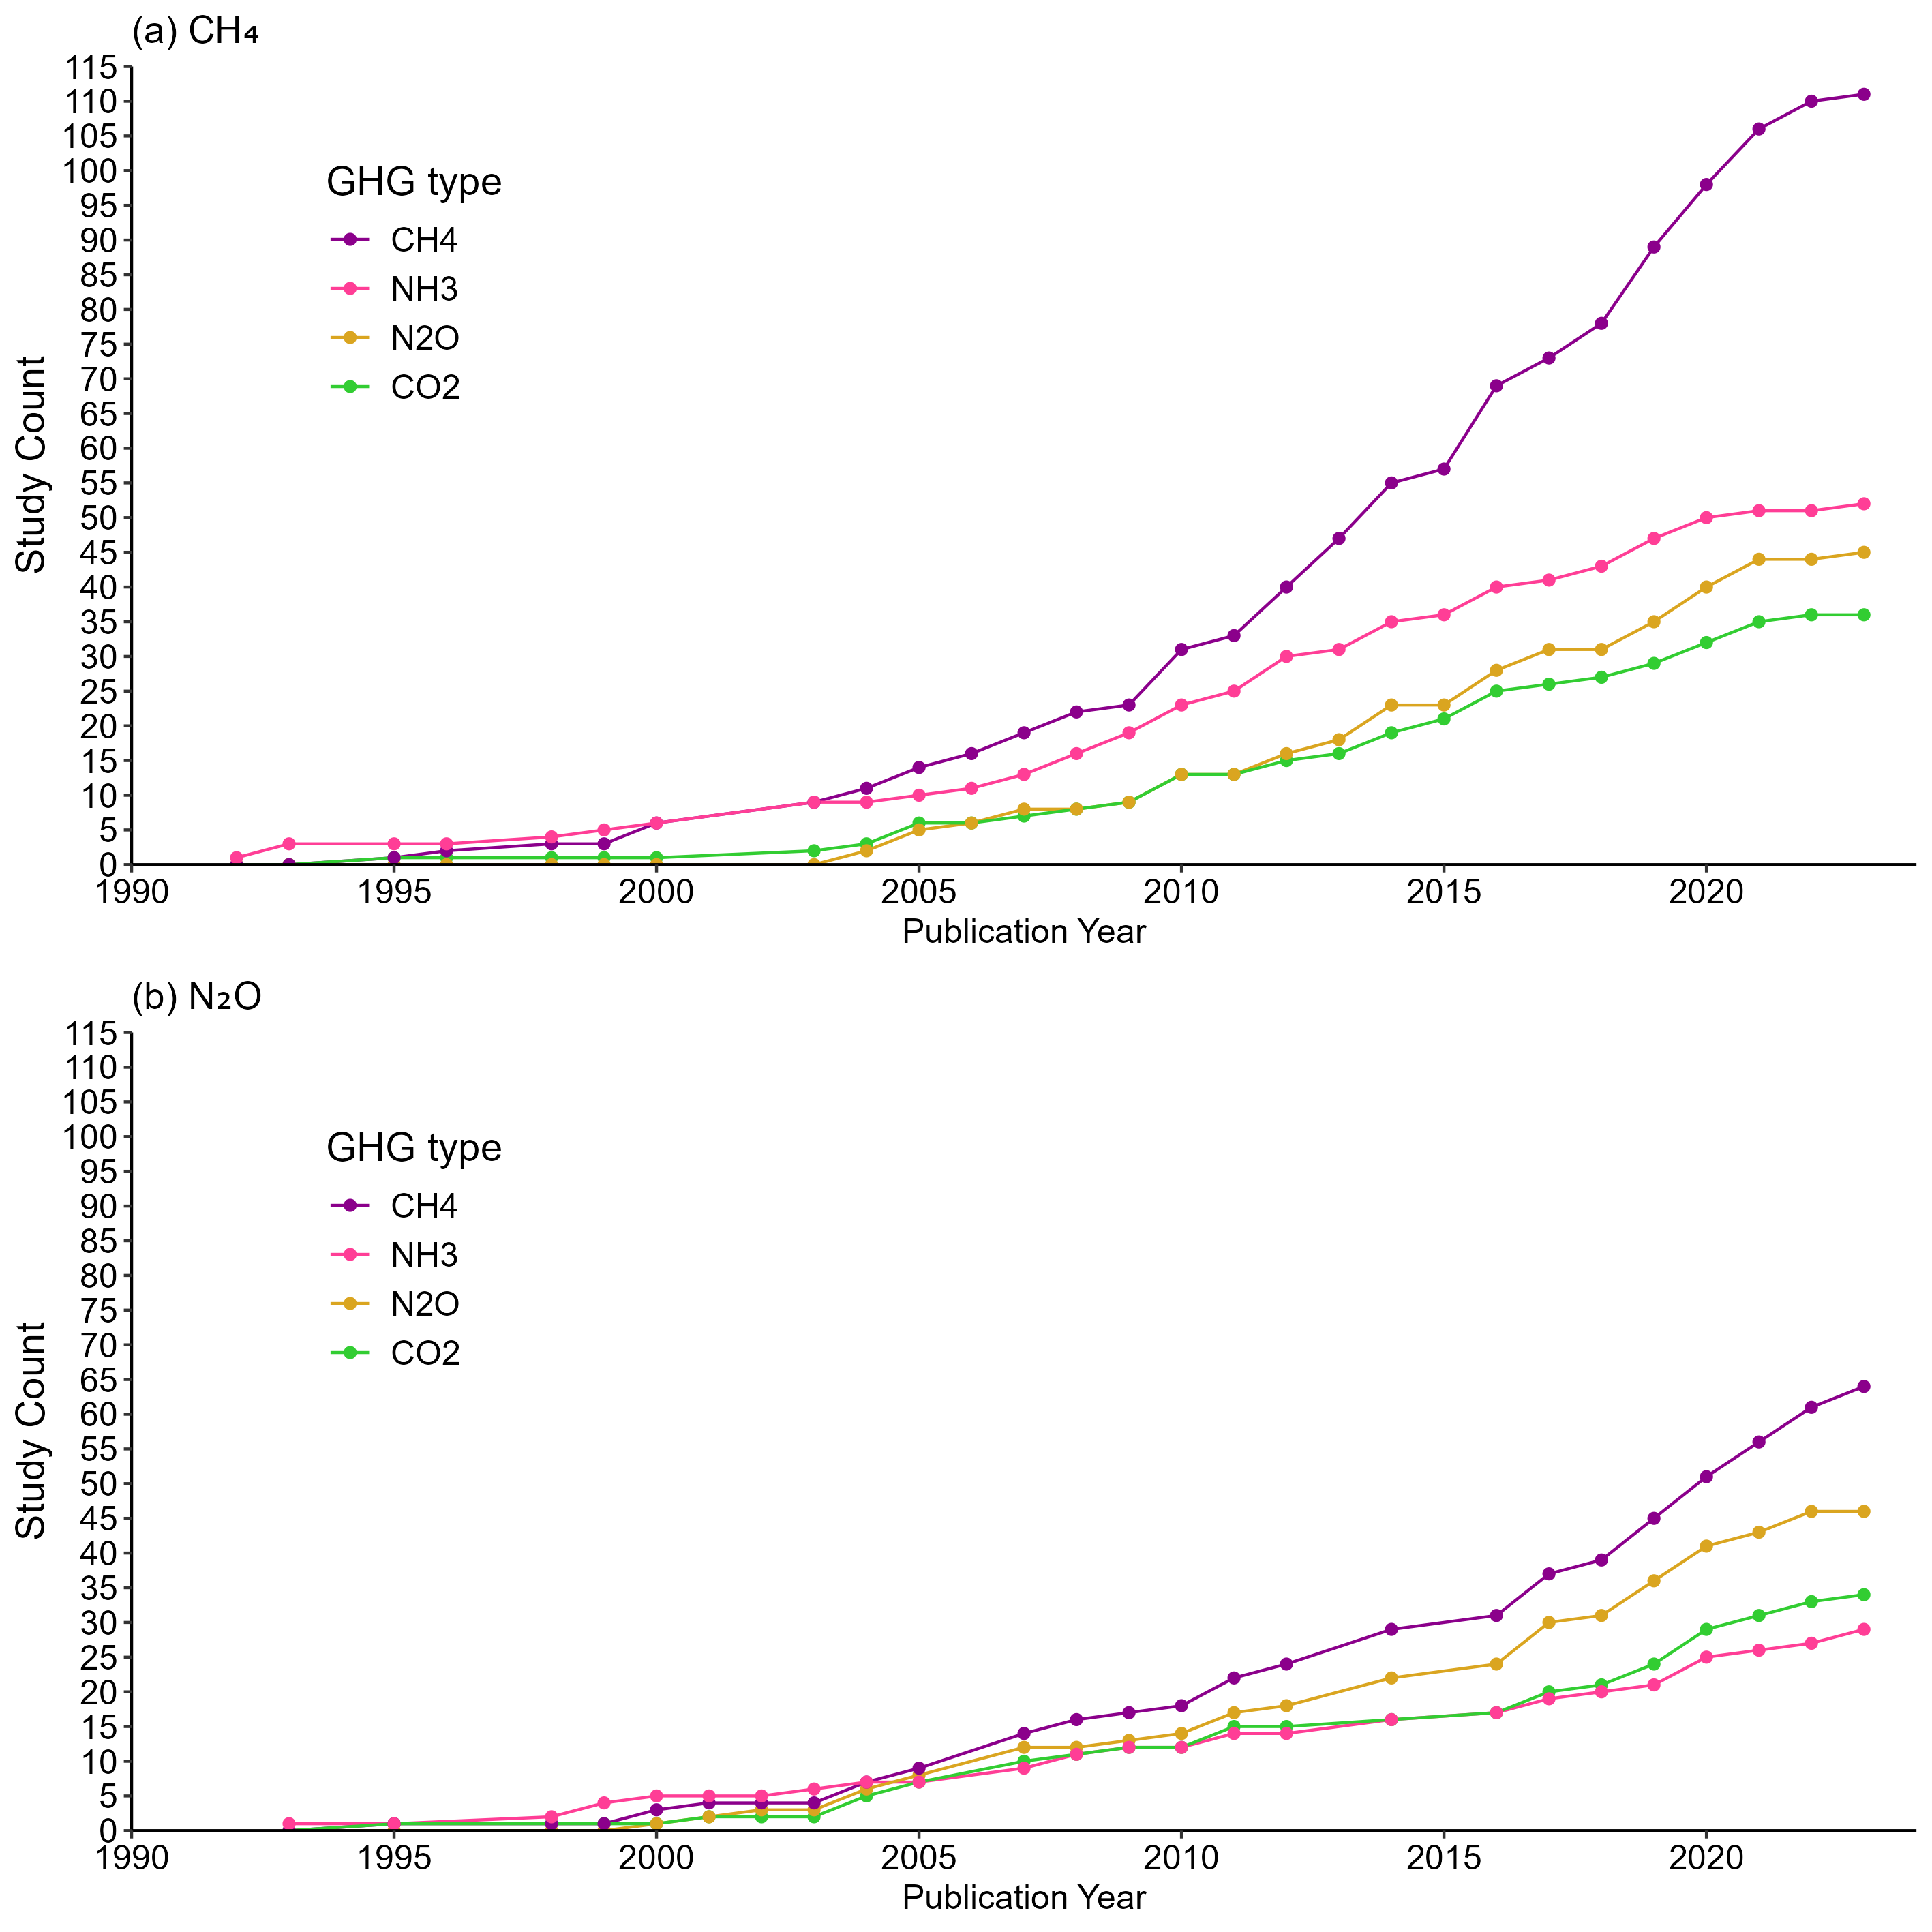 (a) CH₄
115
110
105
100
95
90
85
80
75
70
65
60
55
50
45
40
35
30
25
20
15
10
5
0
Study Count
GHG type
CH4
NH3
N2O
CO2
1990 1995 2000 2005 2010 2015 2020
Publication Year
(b) N₂O
115
110
105
100
95
90
85
80
75
70
65
60
55
50
45
40
35
30
25
20
15
10
5
0
Study Count
GHG type
CH4
NH3
N2O
CO2
1990 1995 2000 2005 2010 2015 2020
Publication Year